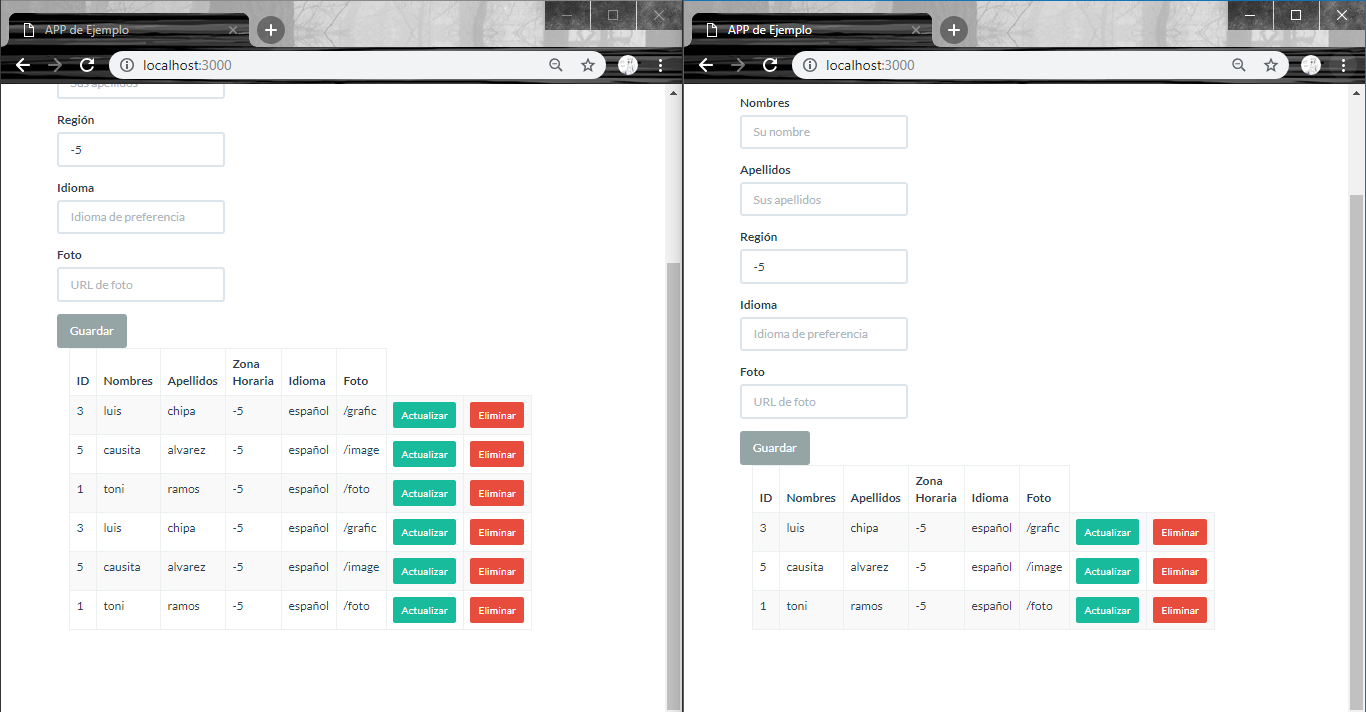 APP de Ejemplo
localhost:3000
Sus apellidos
Región
-5
Idioma
Idioma de preferencia
Foto
URL de foto
Guardar
ID Nombres Apellidos Zona Horaria Idioma Foto
3 luis chipa -5 español /grafic Actualizar Eliminar
5 causita alvarez -5 español /image Actualizar Eliminar
1 toni ramos -5 español /foto Actualizar Eliminar
3 luis chipa -5 español /grafic Actualizar Eliminar
5 causita alvarez -5 español /image Actualizar Eliminar
1 toni ramos -5 español /foto Actualizar Eliminar
APP de Ejemplo
localhost:3000
Nombres
Su nombre
Apellidos
Sus apellidos
Región
-5
Idioma
Idioma de preferencia
Foto
URL de foto
Guardar
ID Nombres Apellidos Zona Horaria Idioma Foto
3 luis chipa -5 español /grafic Actualizar Eliminar
5 causita alvarez -5 español /image Actualizar Eliminar
1 toni ramos -5 español /foto Actualizar Eliminar